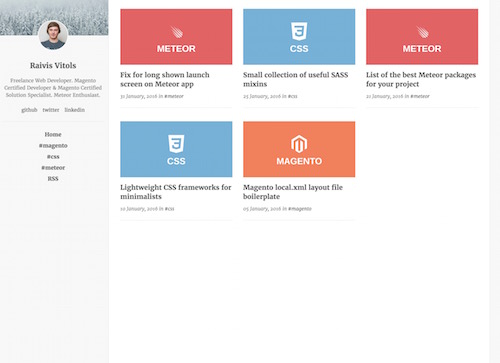 Raivis Vitols
Freelance Web Developer. Magento
Certified Developer & Magento Certified
Solution Specialist. Meteor Enthusiast.
github twitter linkedin
Home
#magento
#css
#meteor
RSS
METEOR
Fix for long shown launch
screen on Meteor app
31 January, 2016 in #meteor
CSS
Small collection of useful SASS
mixins
25 January, 2016 in #css
METEOR
List of the best Meteor packages
for your project
21 January, 2016 in #meteor
CSS
Lightweight CSS frameworks for
minimalists
10 January, 2016 in #css
MAGENTO
Magento local.xml layout file
boilerplate
05 January, 2016 in #magento